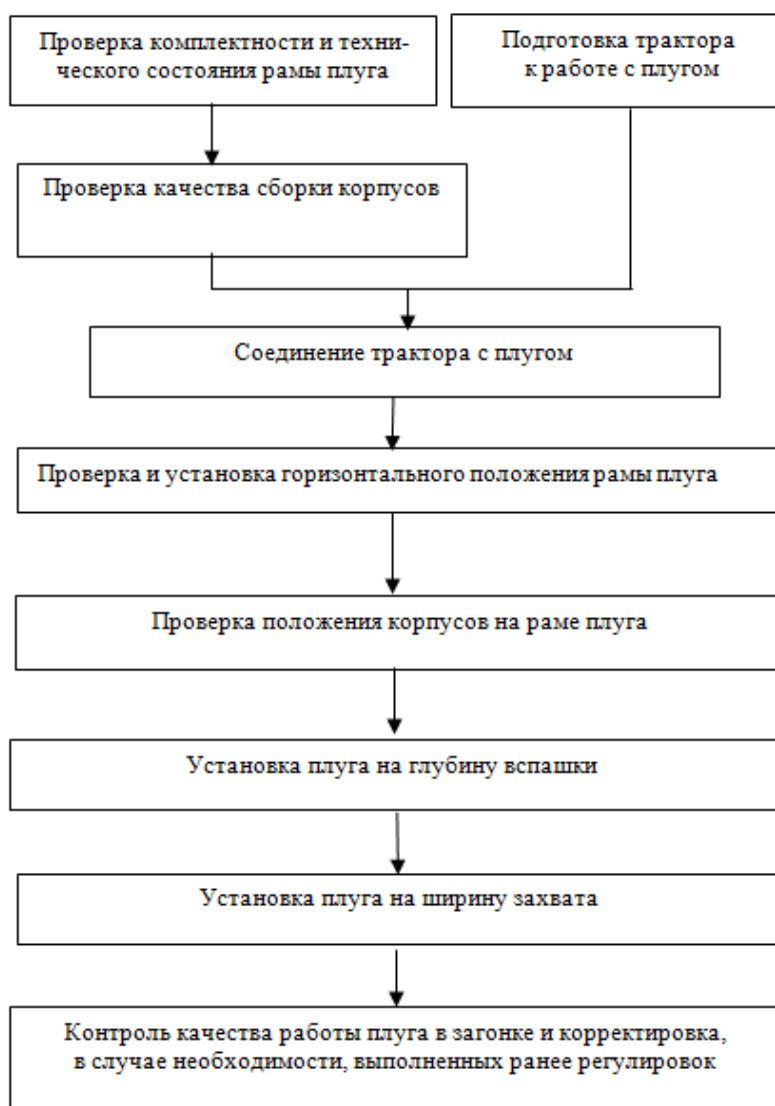 Проверка комплектности и техни-
ческого состояния рамы плуга
Подготовка трактора
к работе с плугом
Проверка качества сборки корпусов
Соединение трактора с плугом
Проверка и установка горизонтального положения рамы плуга
Проверка положения корпусов на раме плуга
Установка плуга на глубину вспашки
Установка плуга на ширину захвата
Контроль качества работы плуга в загонке и корректировка,
в случае необходимости, выполненных ранее регулировок